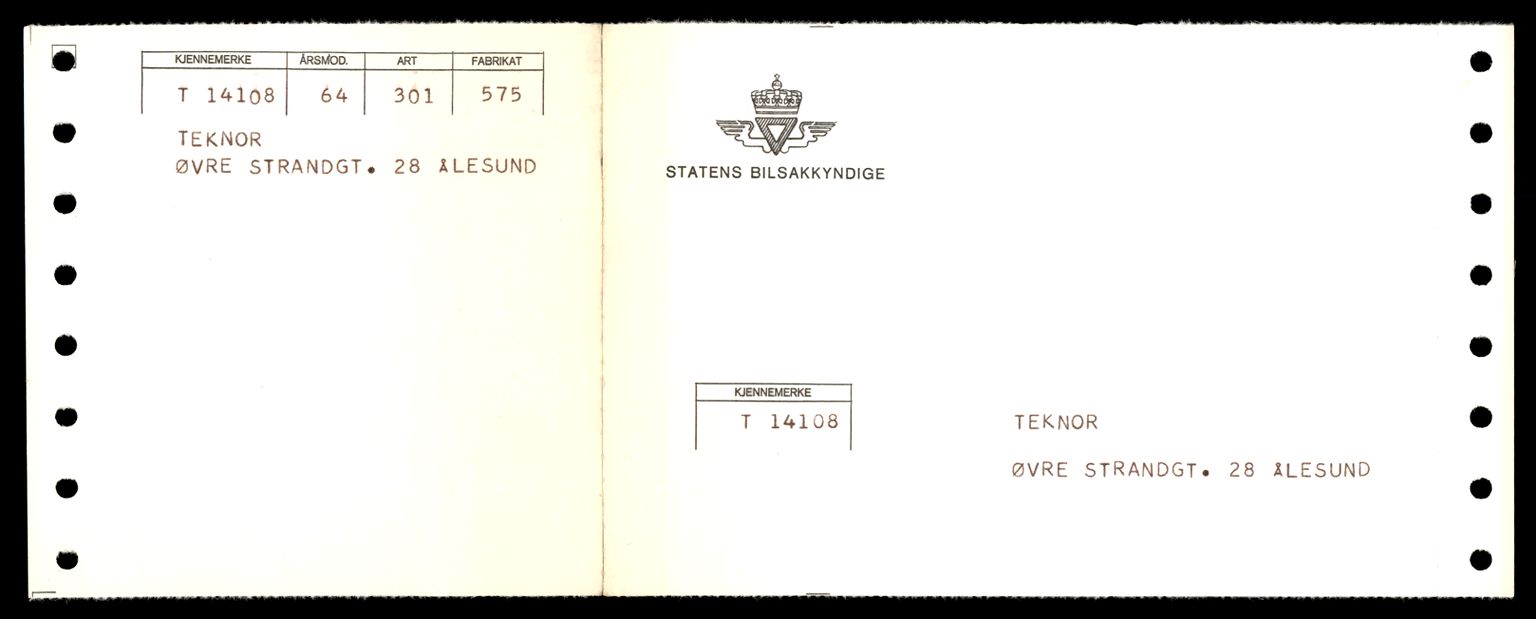 KJENNEMERKE ÅRSMOD. ART FABRIKAT
T 14108 64 301 575
TEKNOR
ØVRE STRANDGT. 28 ÅLESUND
STATENS BILSAKKYNDIGE
KJENNEMERKE
T 14108
TEKNOR
ØVRE STRANDGT. 28 ÅLESUND